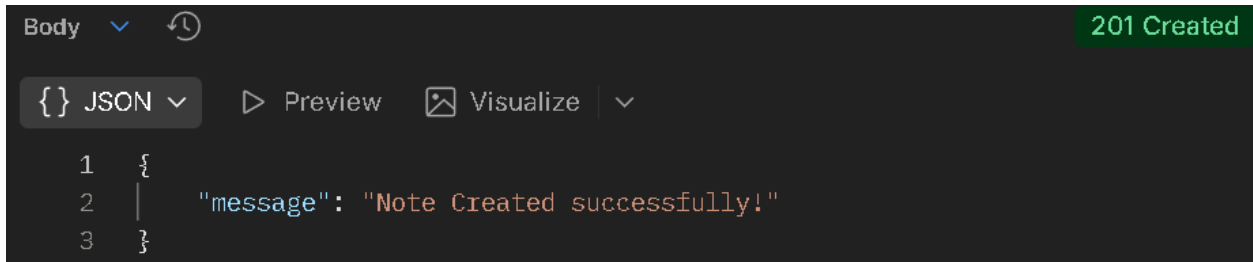 Body 201 Created
{} JSON Preview Visualize
1 {
2 "message": "Note Created successfully!"
3 }